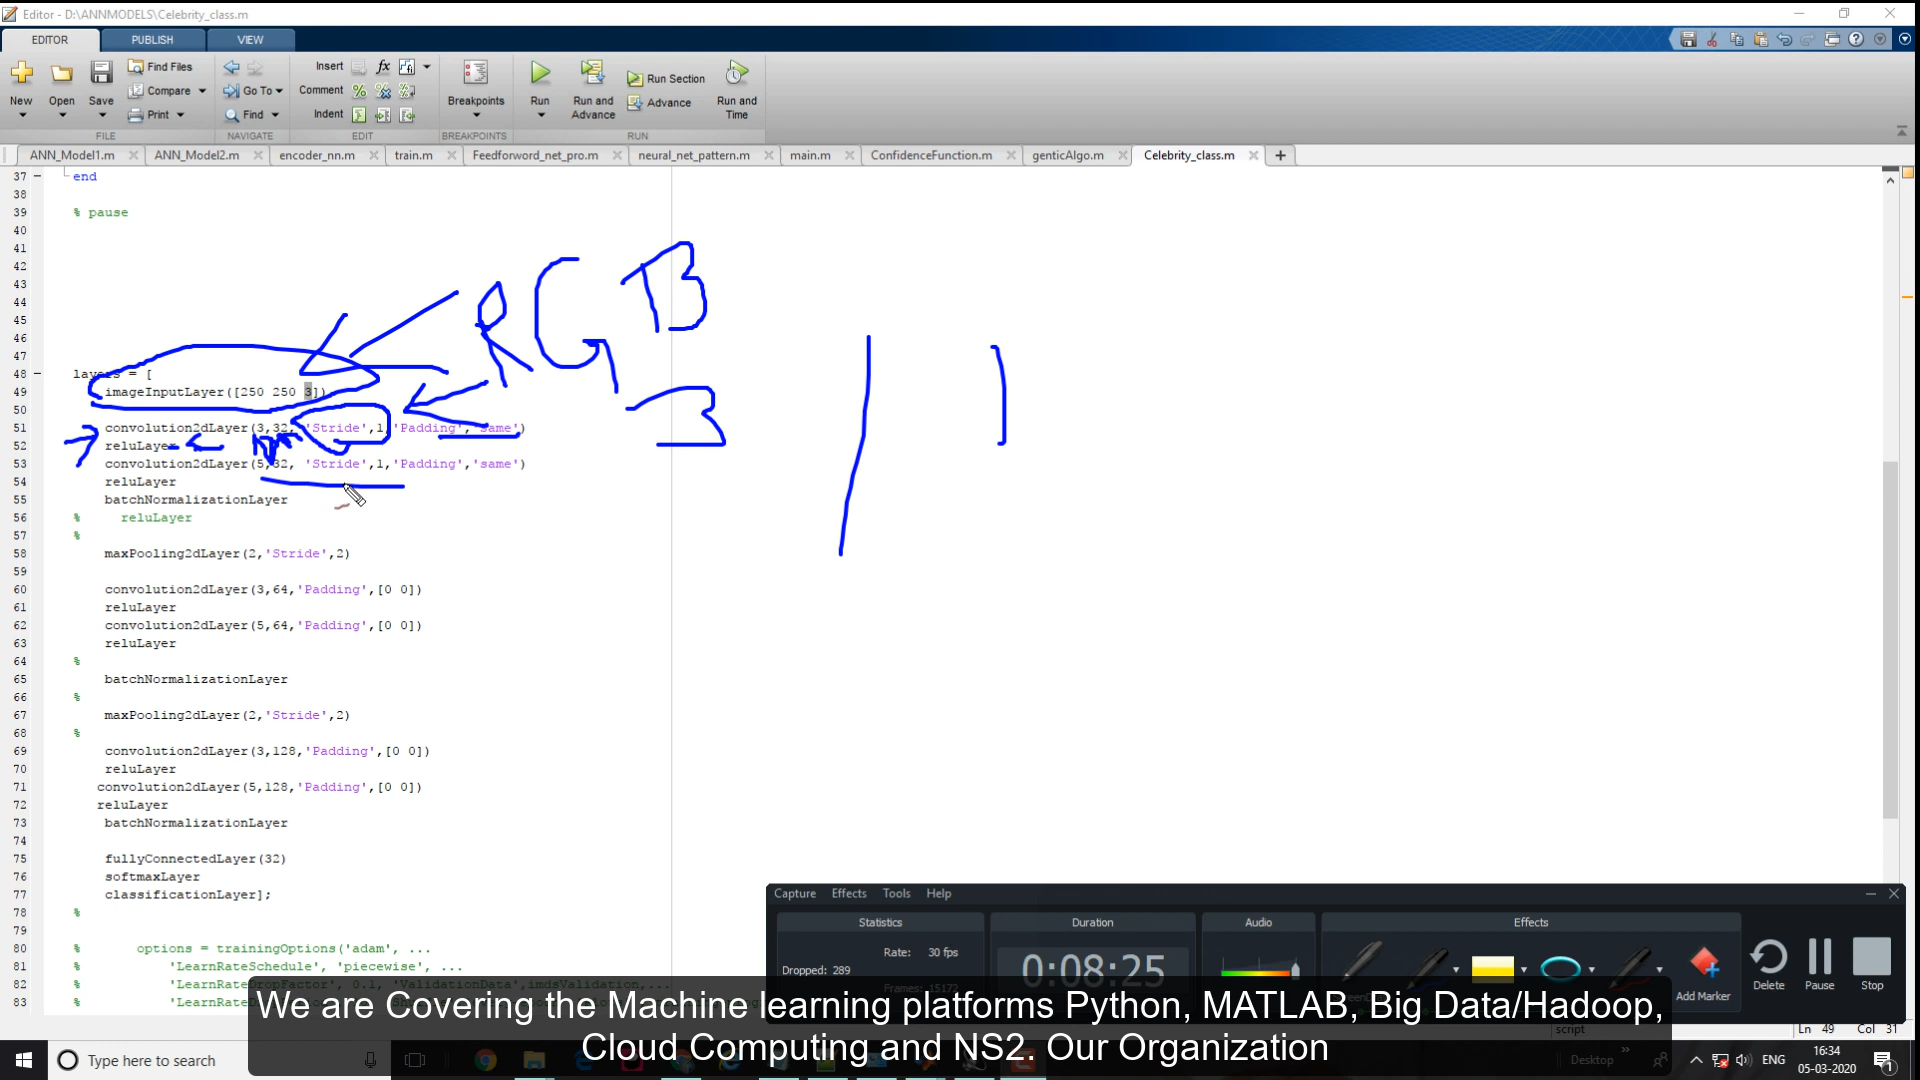 Editor - D:\ANNMODELS\Celebrity_class.m
EDITOR PUBLISH VIEW
New Open Save Find Files Compare Print Go To Find Insert Comment Indent Breakpoints Run Run and Advance Run Section Advance Run and Time
FILE NAVIGATE EDIT BREAKPOINTS RUN
ANN_Model1.m ANN_Model2.m encoder_nn.m train.m Feedforword_net_pro.m neural_net_pattern.m main.m ConfidenceFunction.m genticAlgo.m Celebrity_class.m
37 end
38
39 % pause
40
41
42
43
44
45
46
47
48 layers = [
49 imageInputLayer([250 250 3])
50
51 convolution2dLayer(3,32, 'Stride',1,'Padding','same')
52 reluLayer
53 convolution2dLayer(5,32, 'Stride',1,'Padding','same')
54 reluLayer
55 batchNormalizationLayer
56 % reluLayer
57 %
58 maxPooling2dLayer(2,'Stride',2)
59
60 convolution2dLayer(3,64,'Padding',[0 0])
61 reluLayer
62 convolution2dLayer(5,64,'Padding',[0 0])
63 reluLayer
64 %
65 batchNormalizationLayer
66 %
67 maxPooling2dLayer(2,'Stride',2)
68 %
69 convolution2dLayer(3,128,'Padding',[0 0])
70 reluLayer
71 convolution2dLayer(5,128,'Padding',[0 0])
72 reluLayer
73 batchNormalizationLayer
74
75 fullyConnectedLayer(32)
76 softmaxLayer
77 classificationLayer];
78 %
79
80 % options = trainingOptions('adam', ...
81 % 'LearnRateSchedule', 'piecewise', ...
82 % 'LearnRateDropFactor', 0.1, 'ValidationData',imdsValidation,...
83 %
RGB
3
Capture Effects Tools Help
Statistics Duration Audio Effects
Rate: 30 fps
Dropped: 289
Frames: 15172
0:08:25
Add Marker Delete Pause Stop
We are Covering the Machine learning platforms Python, MATLAB, Big Data/Hadoop,
Cloud Computing and NS2. Our Organization
script Ln 49 Col 31
Type here to search
Desktop ENG
16:34
05-03-2020